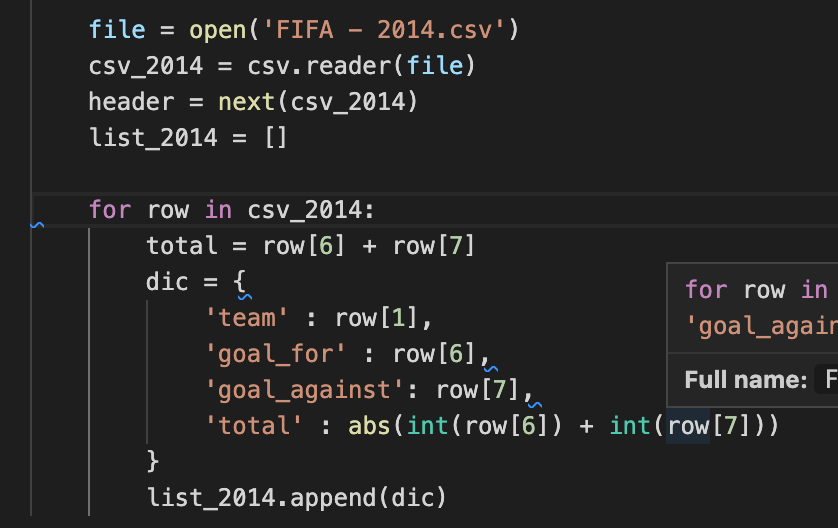 file = open('FIFA - 2014.csv')
csv_2014 = csv.reader(file)
header = next(csv_2014)
list_2014 = []
for row in csv_2014:
total = row[6] + row[7]
dic = {
'team' : row[1],
'goal_for' : row[6],
'goal_against': row[7],
'total' : abs(int(row[6]) + int(row[7]))
}
list_2014.append(dic)
for row in
'goal_again
Full name: F